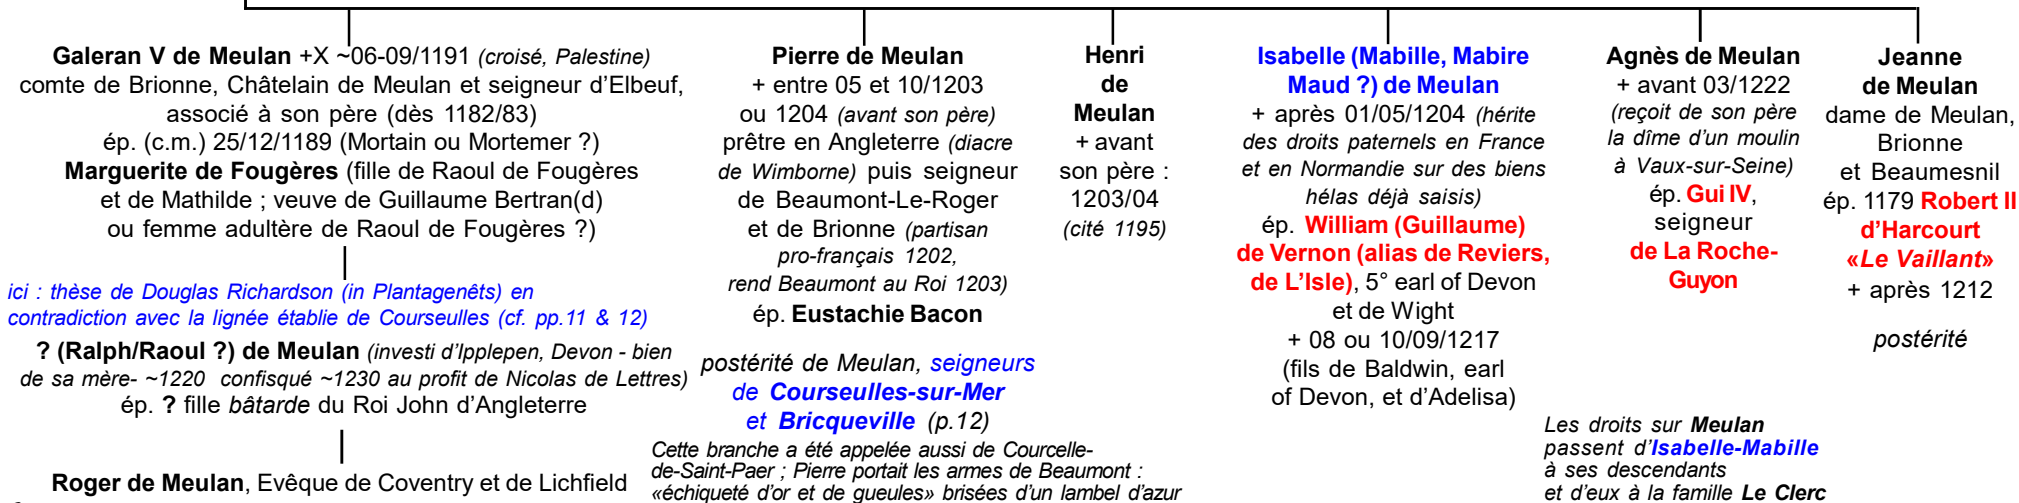 Galeran V de Meulan +X ~06-09/1191 (croisé, Palestine)
comte de Brionne, Châtelain de Meulan et seigneur d’Elbeuf,
associé à son père (dès 1182/83)
ép. (c.m.) 25/12/1189 (Mortain ou Mortemer ?)
Marguerite de Fougères (fille de Raoul de Fougères
et de Mathilde ; veuve de Guillaume Bertran(d)
ou femme adultère de Raoul de Fougères ?)
ici : thèse de Douglas Richardson (in Plantagenêts) en
contradiction avec la lignée établie de Courseulles (cf. pp.11 & 12)
? (Ralph/Raoul ?) de Meulan (investi d’Ipplepen, Devon - bien
de sa mère- ~1220 confisqué ~1230 au profit de Nicolas de Lettres)
ép. ? fille bâtarde du Roi John d’Angleterre
Roger de Meulan, Evêque de Coventry et de Lichfield
Pierre de Meulan
+ entre 05 et 10/1203
ou 1204 (avant son père)
prêtre en Angleterre (diacre
de Wimborne) puis seigneur
de Beaumont-Le-Roger
et de Brionne (partisan
pro-français 1202,
rend Beaumont au Roi 1203)
ép. Eustachie Bacon
postérité de Meulan, seigneurs
de Courseulles-sur-Mer
et Bricqueville (p.12)
Cette branche a été appelée aussi de Courcelle-
de-Saint-Paer ; Pierre portait les armes de Beaumont :
«échiqueté d’or et de gueules» brisées d’un lambel d’azur
Henri
de
Meulan
+ avant
son père :
1203/04
(cité 1195)
Isabelle (Mabille, Mabire
Maud ?) de Meulan
+ après 01/05/1204 (hérite
des droits paternels en France
et en Normandie sur des biens
hélas déjà saisis)
ép. William (Guillaume)
de Vernon (alias de Reviers,
de L’Isle), 5° earl of Devon
et de Wight
+ 08 ou 10/09/1217
(fils de Baldwin, earl
of Devon, et d’Adelisa)
Agnès de Meulan
+ avant 03/1222
(reçoit de son père
la dîme d’un moulin
à Vaux-sur-Seine)
ép. Gui IV,
seigneur
de La Roche-
Guyon
Jeanne
de Meulan
dame de Meulan,
Brionne
et Beaumesnil
ép. 1179 Robert II
d’Harcourt
«Le Vaillant»
+ après 1212
postérité
Les droits sur Meulan
passent d’Isabelle-Mabille
à ses descendants
et d’eux à la famille Le Clerc